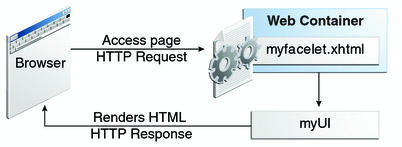 Web Container
Access page
HTTP Request
myfacelet.xhtml
Browser
Renders HTML
HTTP Response
myUI